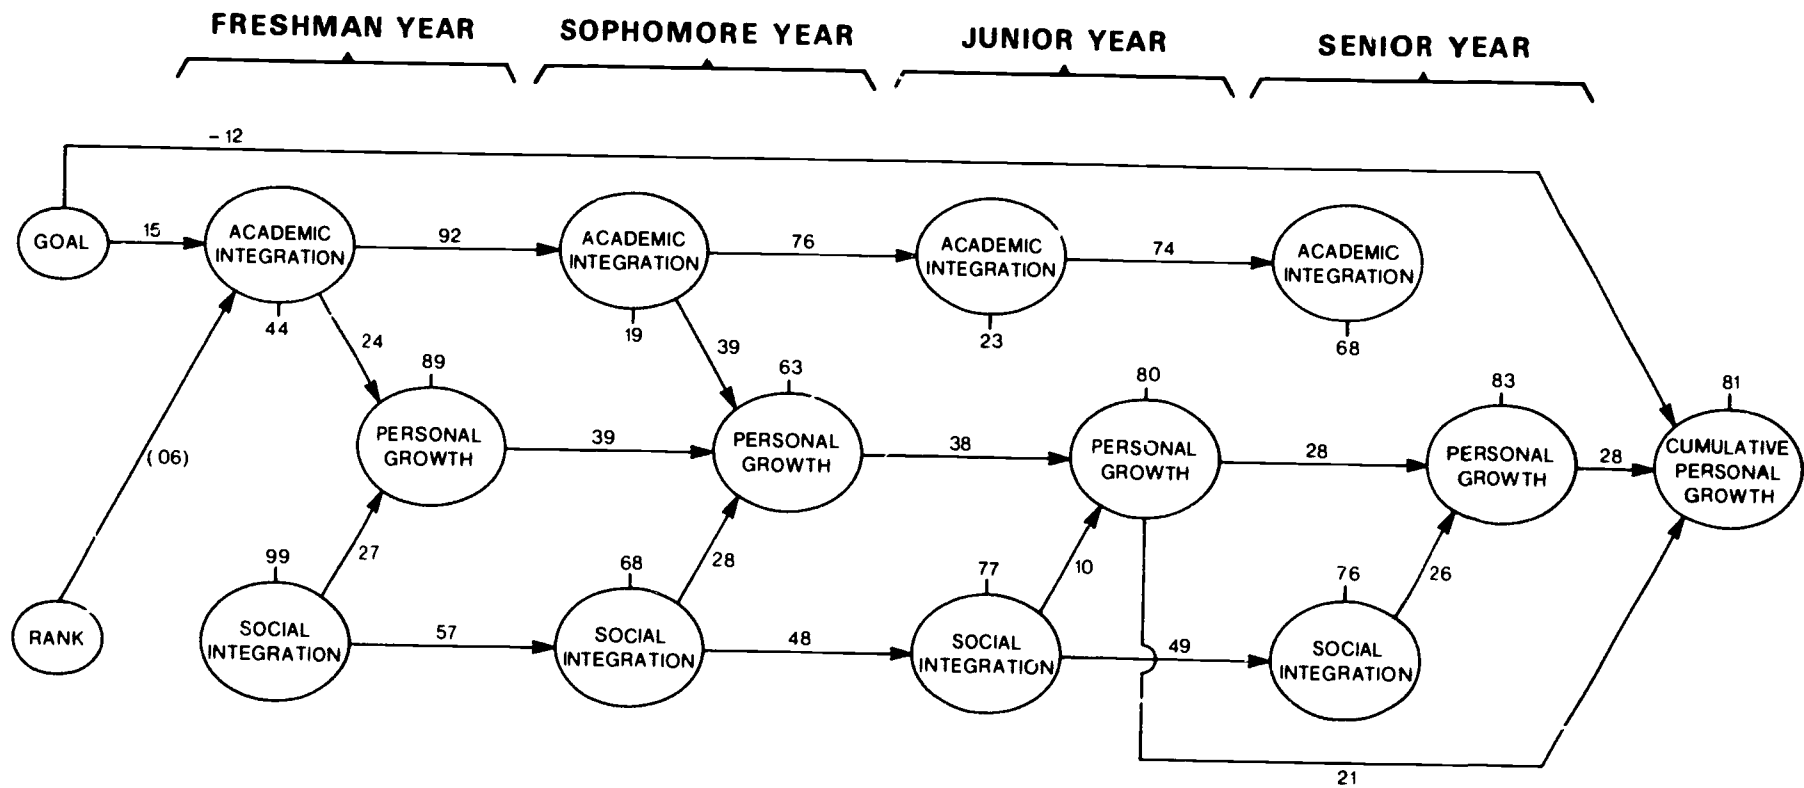 FRESHMAN YEAR
SOPHOMORE YEAR
JUNIOR YEAR
SENIOR YEAR
- 12
GOAL
15
ACADEMIC
INTEGRATION
92
ACADEMIC
INTEGRATION
76
ACADEMIC
INTEGRATION
74
ACADEMIC
INTEGRATION
44
19
23
68
24
39
89
63
80
83
81
PERSONAL
GROWTH
39
PERSONAL
GROWTH
38
PERSONAL
GROWTH
28
PERSONAL
GROWTH
28
CUMULATIVE
PERSONAL
GROWTH
( 06)
27
28
10
26
99
68
77
76
RANK
SOCIAL
INTEGRATION
57
SOCIAL
INTEGRATION
48
SOCIAL
INTEGRATION
49
SOCIAL
INTEGRATION
21